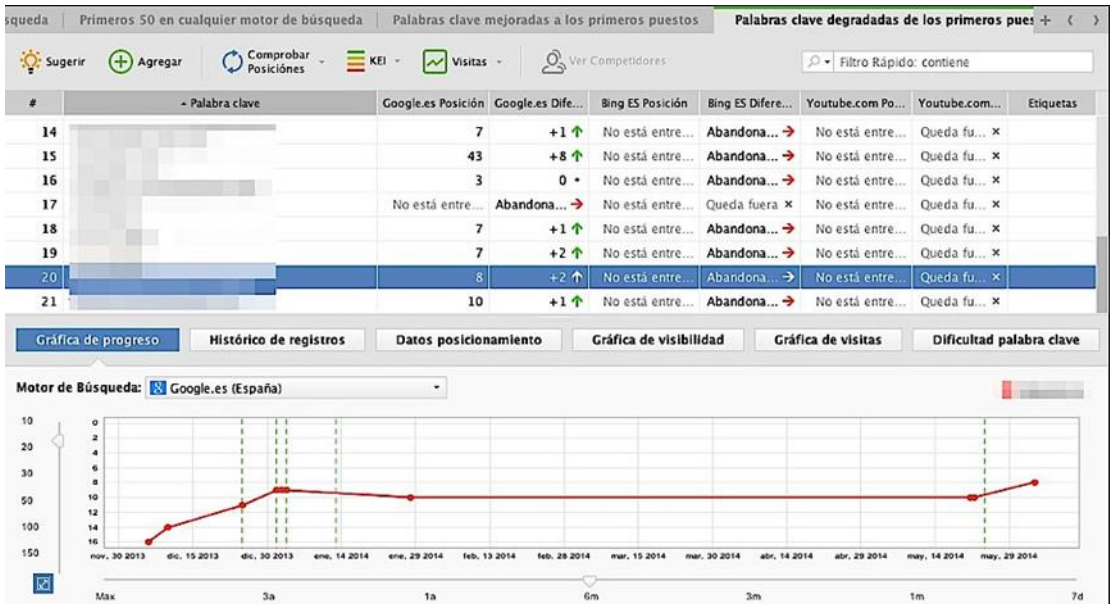 squeda Primeros 50 en cualquier motor de búsqueda Palabras clave mejoradas a los primeros puestos Palabras clave degradadas de los primeros pues
Sugerir Agregar Comprobar Posiciónes KEI Visitas Ver Competidores Filtro Rápido: contiene
# Palabra clave Google.es Posición Google.es Dife... Bing ES Posición Bing ES Difere... Youtube.com Po... Youtube.com... Etiquetas
14 7 +1 No está entre... Abandona... No está entre... Queda fu...
15 43 +8 No está entre... Abandona... No está entre... Queda fu...
16 3 0 No está entre... Abandona... No está entre... Queda fu...
17 No está entre... Abandona... No está entre... Queda fuera No está entre... Queda fu...
18 7 +1 No está entre... Abandona... No está entre... Queda fu...
19 7 +2 No está entre... Abandona... No está entre... Queda fu...
20 8 +2 No está entre... Abandona... No está entre... Queda fu...
21 10 +1 No está entre... Abandona... No está entre... Queda fu...
Gráfica de progreso Histórico de registros Datos posicionamiento Gráfica de visibilidad Gráfica de visitas Dificultad palabra clave
Motor de Búsqueda: 8 Google.es (España)
10
20
30
50
100
150
0
2
4
6
8
10
12
14
16
nov, 30 2013 dic, 15 2013 dic, 30 2013 ene, 14 2014 ene, 29 2014 feb, 13 2014 feb, 28 2014 mar, 15 2014 mar, 30 2014 abr, 14 2014 abr, 29 2014 may, 14 2014 may, 29 2014
Max 3a 1a 6m 3m 1m 7d